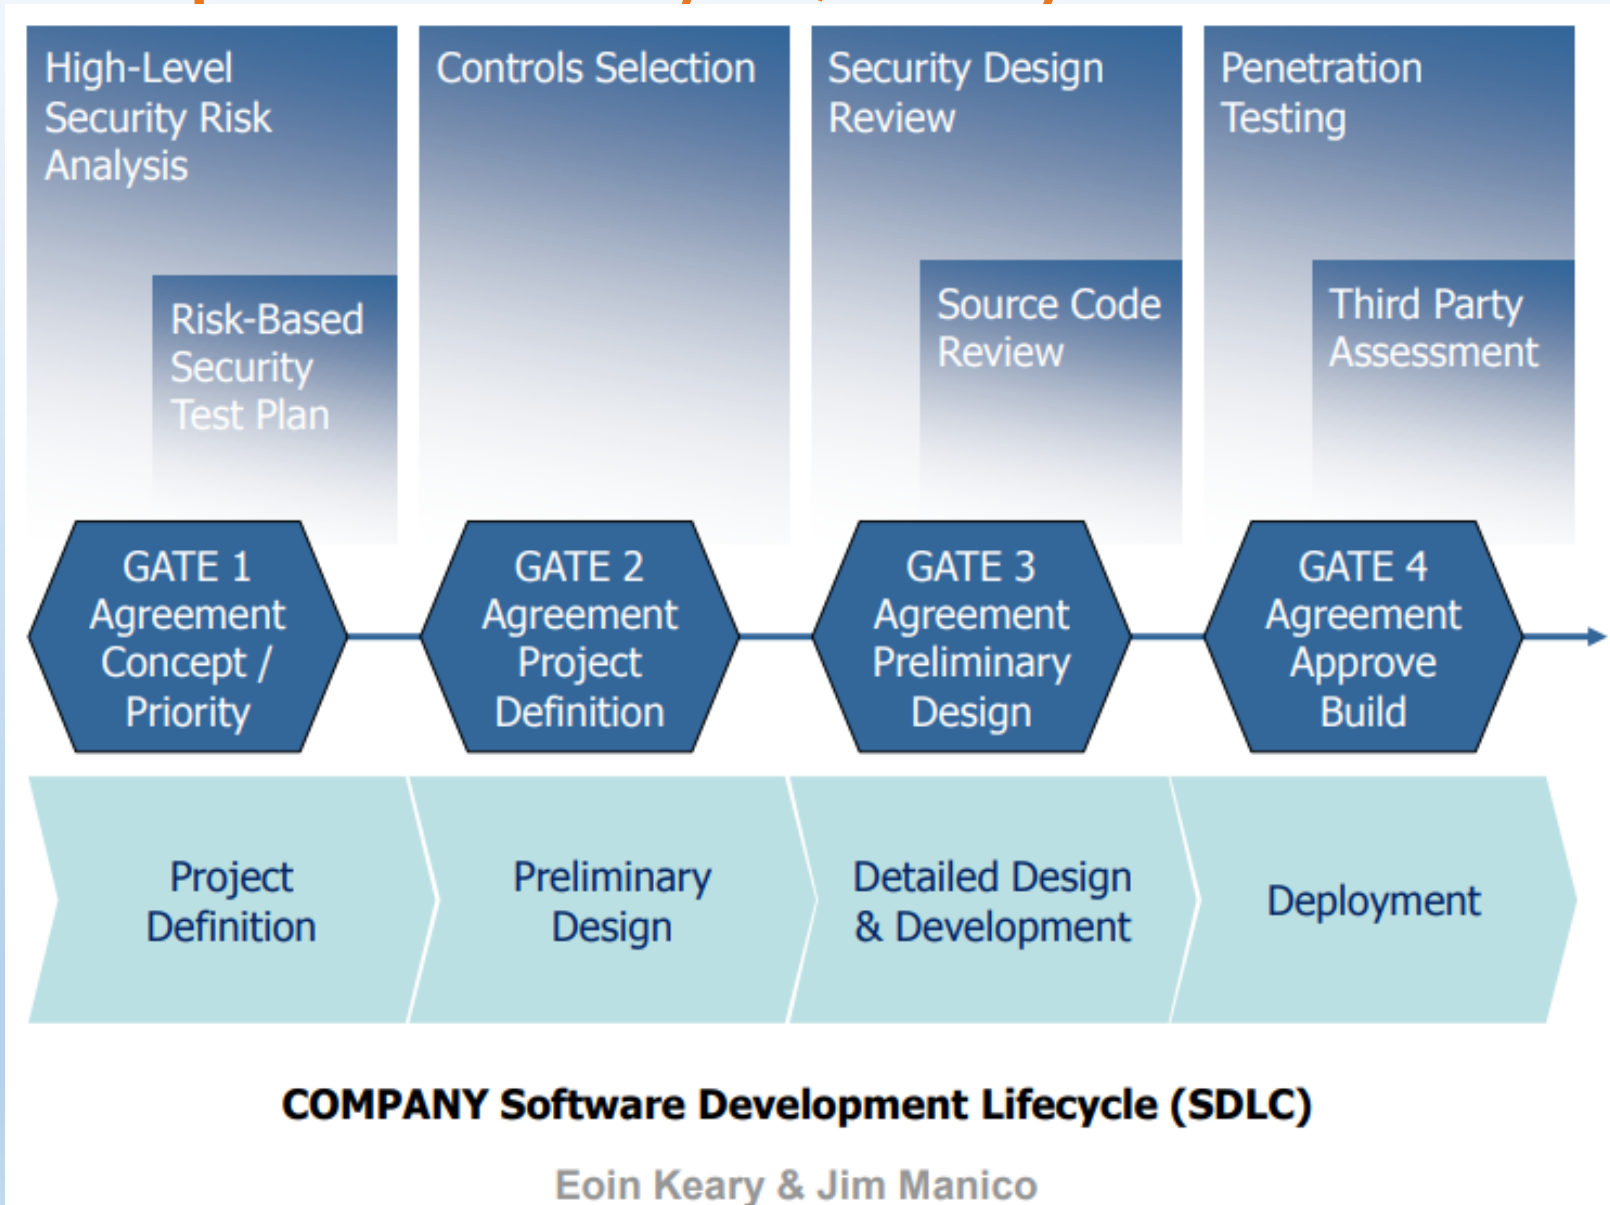 High-Level
Security Risk
Analysis
Risk-Based
Security
Test Plan
Controls Selection
Security Design
Review
Source Code
Review
Penetration
Testing
Third Party
Assessment
GATE 1
Agreement
Concept /
Priority
GATE 2
Agreement
Project
Definition
GATE 3
Agreement
Preliminary
Design
GATE 4
Agreement
Approve
Build
Project
Definition
Preliminary
Design
Detailed Design
& Development
Deployment
COMPANY Software Development Lifecycle (SDLC)
Eoin Keary & Jim Manico